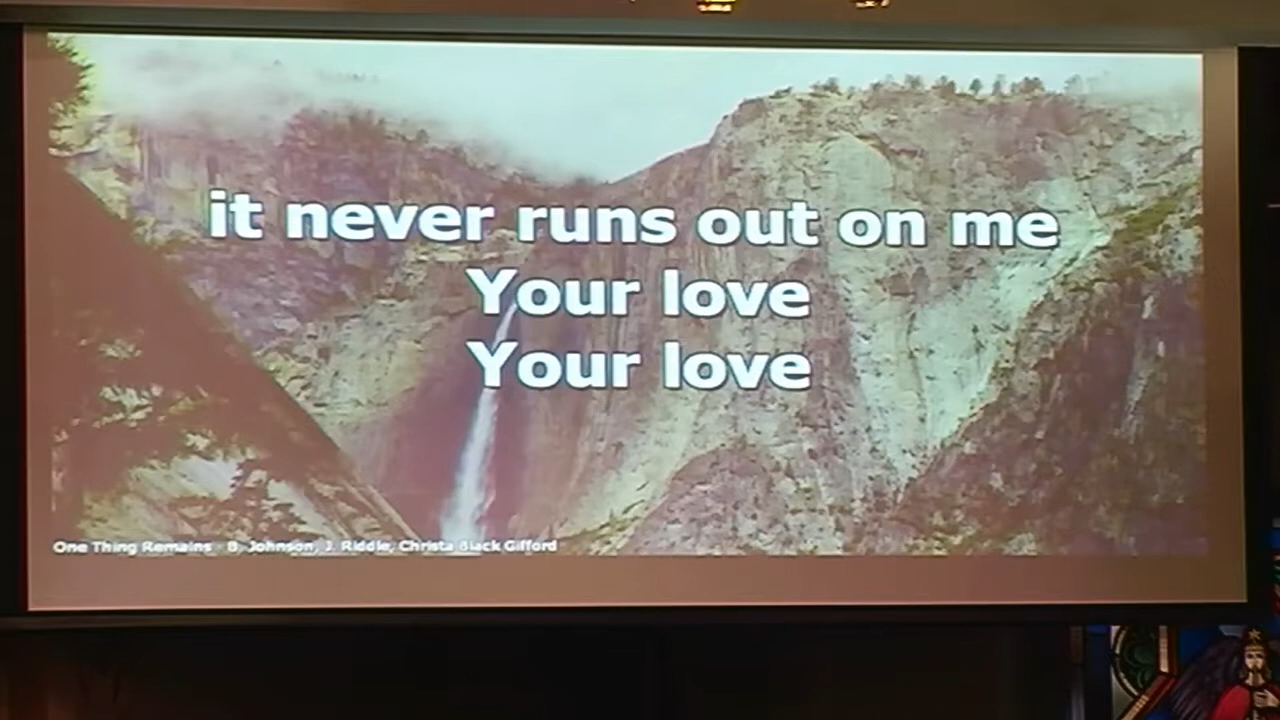 it never runs out on me
Your love
Your love
One Thing Remains - B. Johnson, J. Riddle, Christa Black Gifford